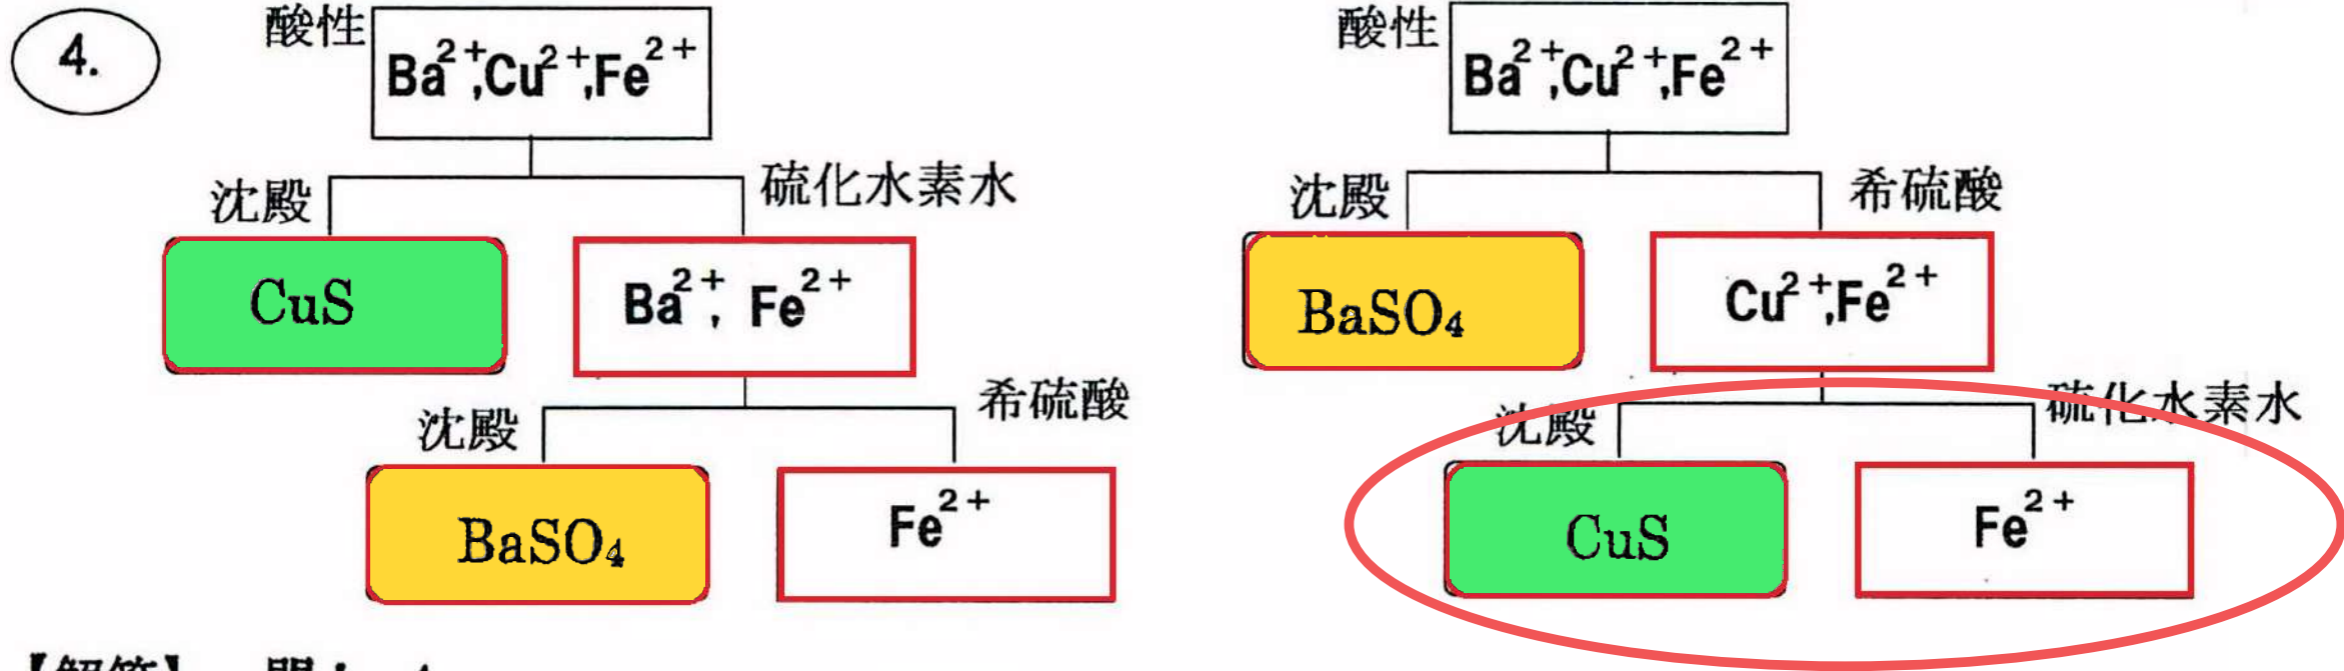 4.
酸性
Ba²⁺,Cu²⁺,Fe²⁺
沈殿
硫化水素水
CuS
Ba²⁺, Fe²⁺
沈殿
希硫酸
BaSO₄
Fe²⁺
酸性
Ba²⁺,Cu²⁺,Fe²⁺
沈殿
希硫酸
BaSO₄
Cu²⁺,Fe²⁺
沈殿
硫化水素水
CuS
Fe²⁺